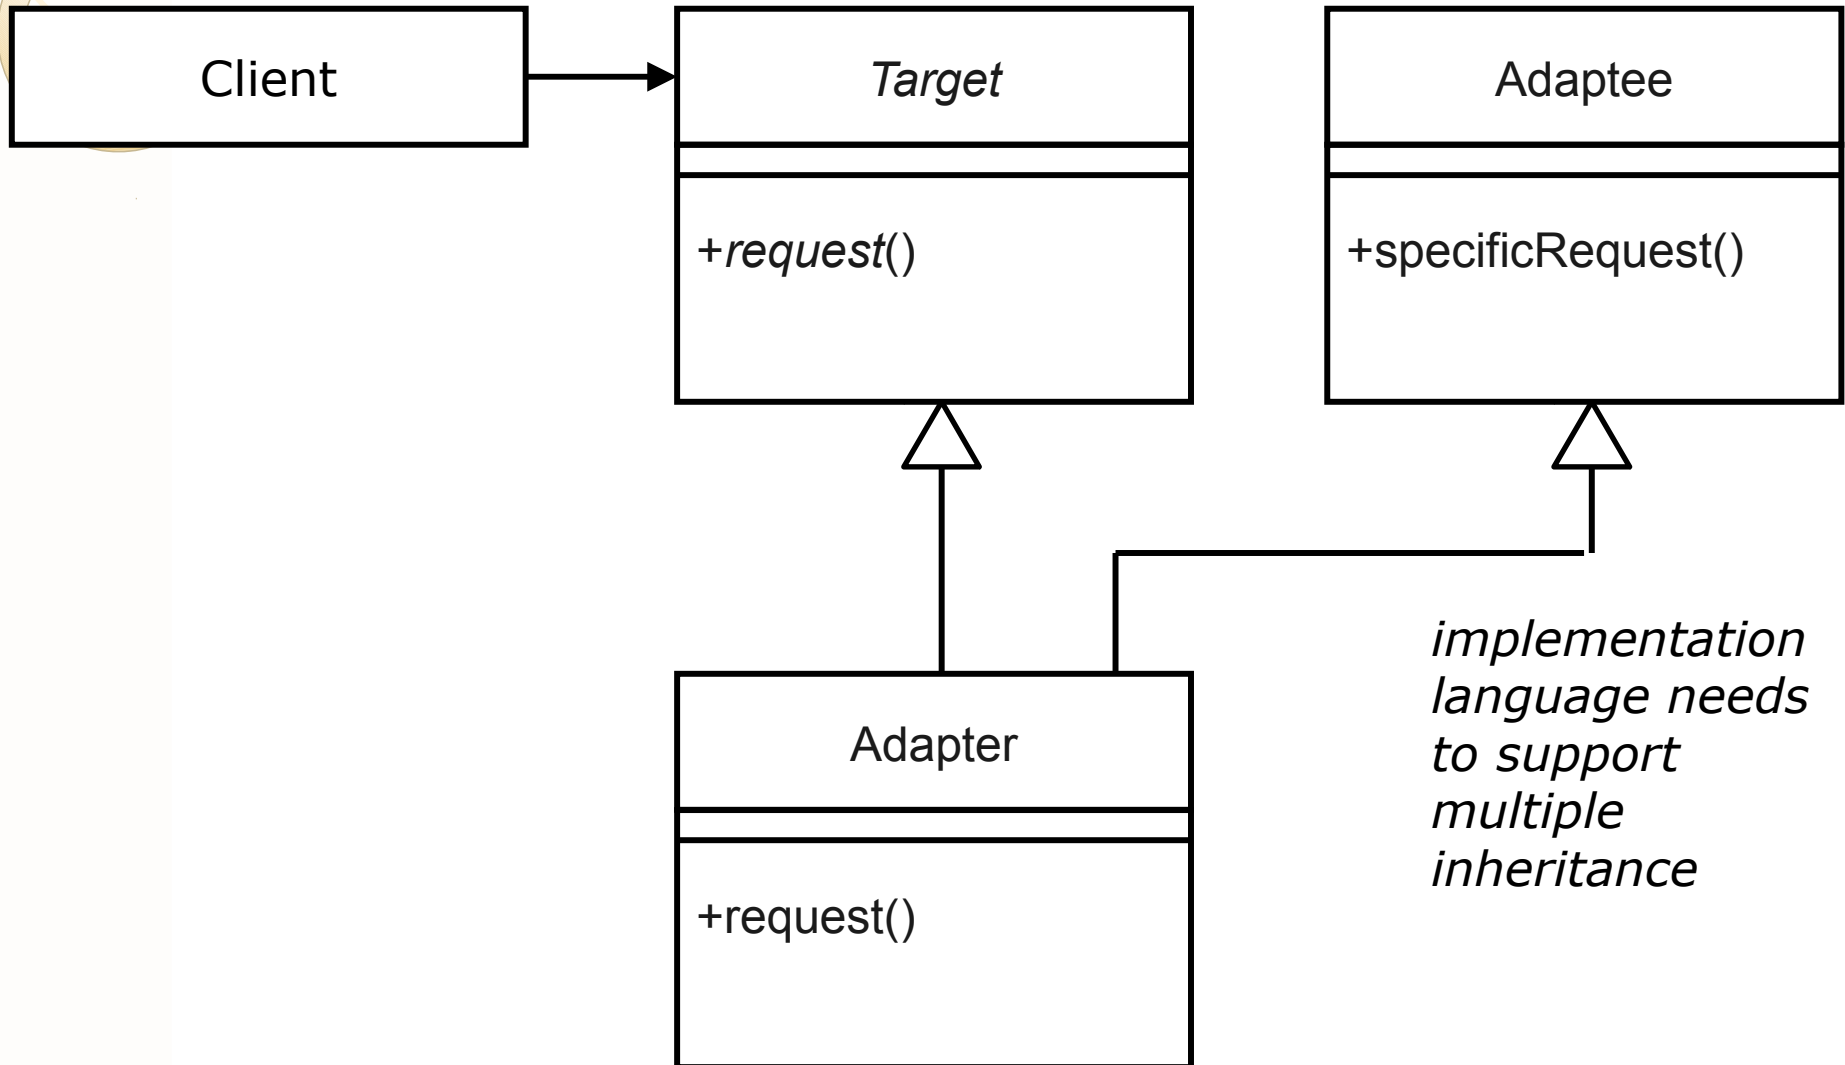 Client
Target
Adaptee
+request()
+specificRequest()
implementation
language needs
to support
multiple
inheritance
Adapter
+request()